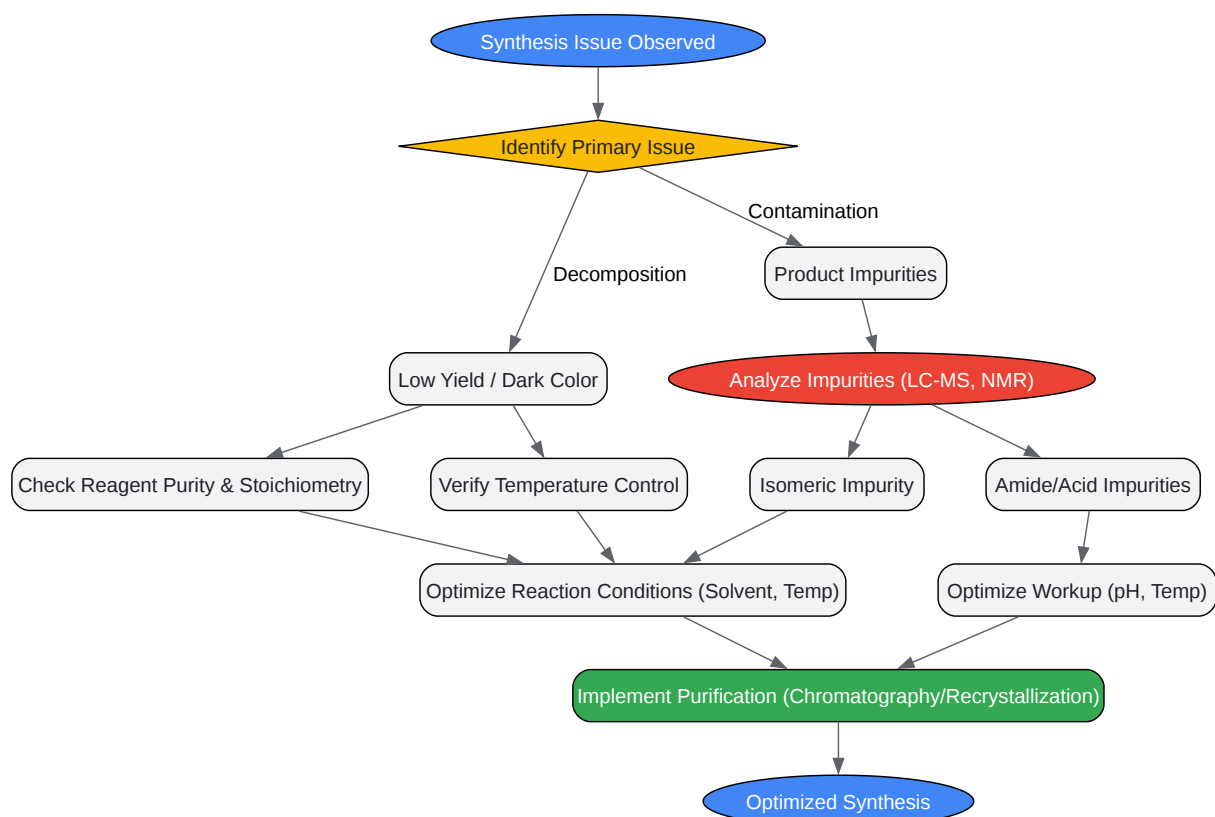 Synthesis Issue Observed
Identify Primary Issue
Contamination
Product Impurities
Decomposition
Low Yield / Dark Color
Analyze Impurities (LC-MS, NMR)
Check Reagent Purity & Stoichiometry
Verify Temperature Control
Isomeric Impurity
Amide/Acid Impurities
Optimize Reaction Conditions (Solvent, Temp)
Optimize Workup (pH, Temp)
Implement Purification (Chromatography/Recrystallization)
Optimized Synthesis